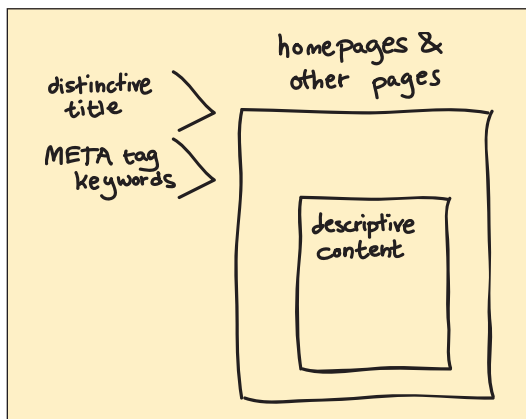 homepages &
other pages
distinctive
title
META tag
keywords
descriptive
content